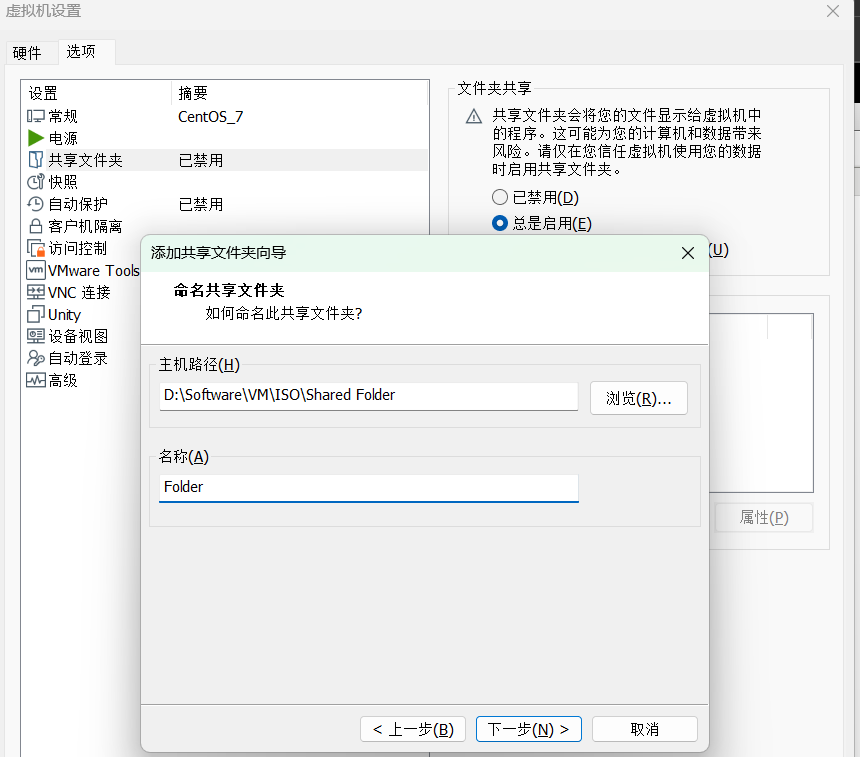 虚拟机设置
硬件 选项
设置 摘要
常规 CentOS_7
电源
共享文件夹 已禁用
快照
自动保护 已禁用
客户机隔离
访问控制
VMware Tools
VNC 连接
Unity
设备视图
自动登录
高级
文件夹共享
共享文件夹会将您的文件显示给虚拟机中
的程序。这可能为您的计算机和数据带来
风险。请仅在您信任虚拟机使用您的数据
时启用共享文件夹。
已禁用(D)
总是启用(E)
(U)
属性(P)
添加共享文件夹向导
命名共享文件夹
如何命名此共享文件夹?
主机路径(H)
D:\Software\VM\ISO\Shared Folder
浏览(R)...
名称(A)
Folder
< 上一步(B) 下一步(N) > 取消